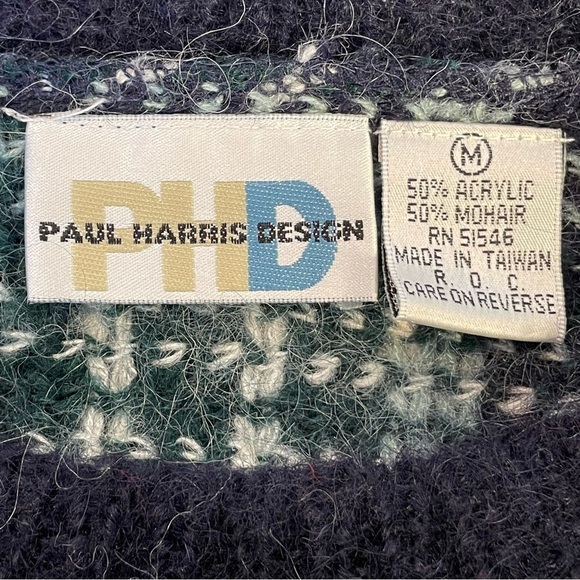 PHD
PAUL HARRIS DESIGN
M
50% ACRYLIC
50% MOHAIR
RN 51546
MADE IN TAIWAN
R. O. C.
CARE ON REVERSE